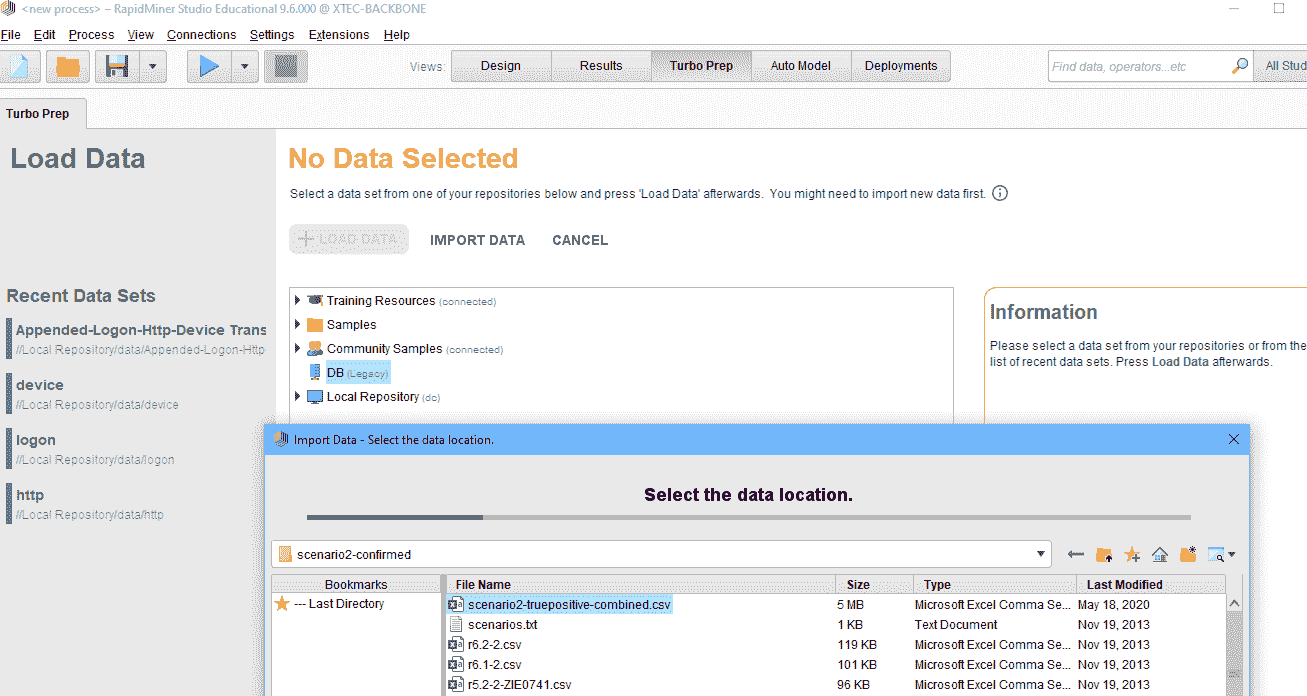 <new process> – RapidMiner Studio Educational 9.6.000 @ XTEC-BACKBONE
File Edit Process View Connections Settings Extensions Help
Views: Design Results Turbo Prep Auto Model Deployments Find data, operators...etc All Stud
Turbo Prep
Load Data
No Data Selected
Select a data set from one of your repositories below and press 'Load Data' afterwards. You might need to import new data first.
+ LOAD DATA IMPORT DATA CANCEL
Recent Data Sets
Appended-Logon-Http-Device Trans
//Local Repository/data/Appended-Logon-Http
device
//Local Repository/data/device
logon
//Local Repository/data/logon
http
//Local Repository/data/http
Training Resources (connected)
Samples
Community Samples (connected)
DB (Legacy)
Local Repository (dc)
Information
Please select a data set from your repositories or from the
list of recent data sets. Press Load Data afterwards.
Import Data - Select the data location.
Select the data location.
scenario2-confirmed
Bookmarks
--- Last Directory
File Name Size Type Last Modified
scenario2-truepositive-combined.csv 5 MB Microsoft Excel Comma Se... May 18, 2020
scenarios.txt 1 KB Text Document Nov 19, 2013
r6.2-2.csv 119 KB Microsoft Excel Comma Se... Nov 19, 2013
r6.1-2.csv 101 KB Microsoft Excel Comma Se... Nov 19, 2013
r5.2-2-ZIE0741.csv 96 KB Microsoft Excel Comma Se... Nov 19, 2013